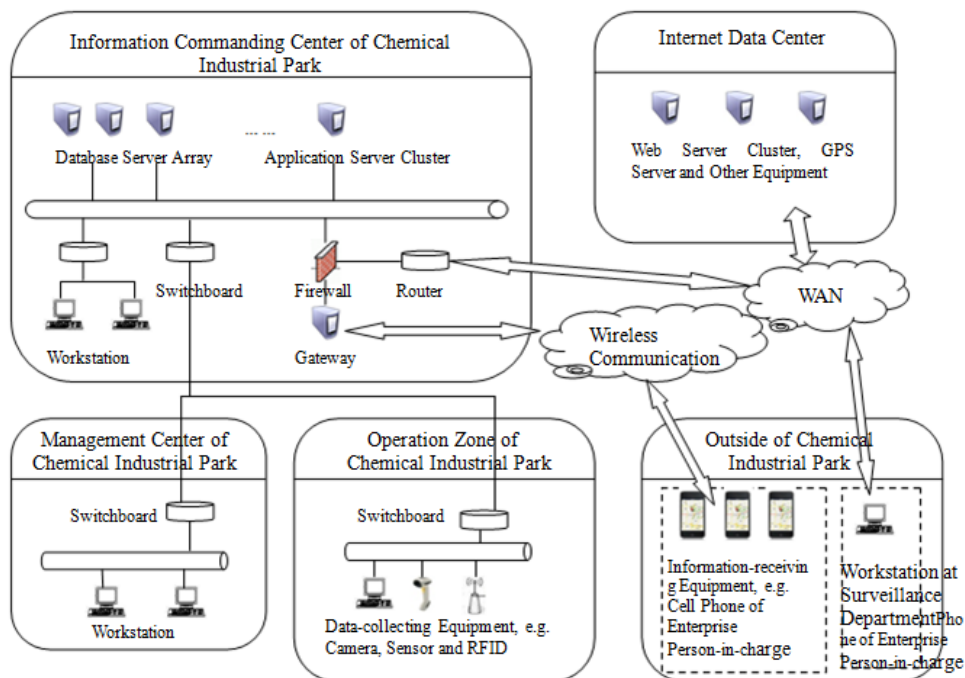 Information Commanding Center of Chemical
Industrial Park
Database Server Array
... ...
Application Server Cluster
Switchboard
Firewall
Router
Workstation
Gateway
Internet Data Center
Web Server Cluster, GPS
Server and Other Equipment
WAN
Wireless
Communication
Management Center of
Chemical Industrial Park
Switchboard
Workstation
Operation Zone of
Chemical Industrial Park
Switchboard
Data-collecting Equipment, e.g.
Camera, Sensor and RFID
Outside of Chemical
Industrial Park
Information-receivin
g Equipment, e.g.
Cell Phone of
Enterprise
Person-in-charge
Workstation at
Surveillance
DepartmentPho
ne of Enterprise
Person-in-charge